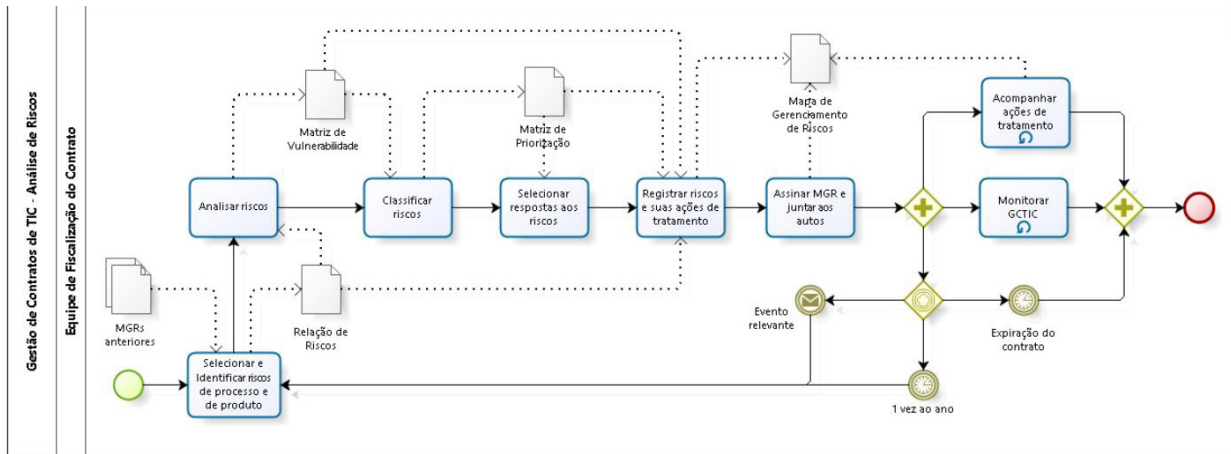 Gestão de Contratos de TIC - Análise de Riscos
Equipe de Fiscalização do Contrato
Matriz de
Vulnerabilidade
Matriz de
Priorização
Mapa de
Gerenciamento
de Riscos
Acompanhar
ações de
tratamento
Analisar riscos
Classificar
riscos
Selecionar
respostas aos
riscos
Registrar riscos
e suas ações de
tratamento
Assinar MGR e
juntar aos
autos
Monitorar
GCTIC
MGRs
anteriores
Relação de
Riscos
Evento
relevante
Expiração do
contrato
Selecionar e
Identificar riscos
de processo e
de produto
1 vez ao ano